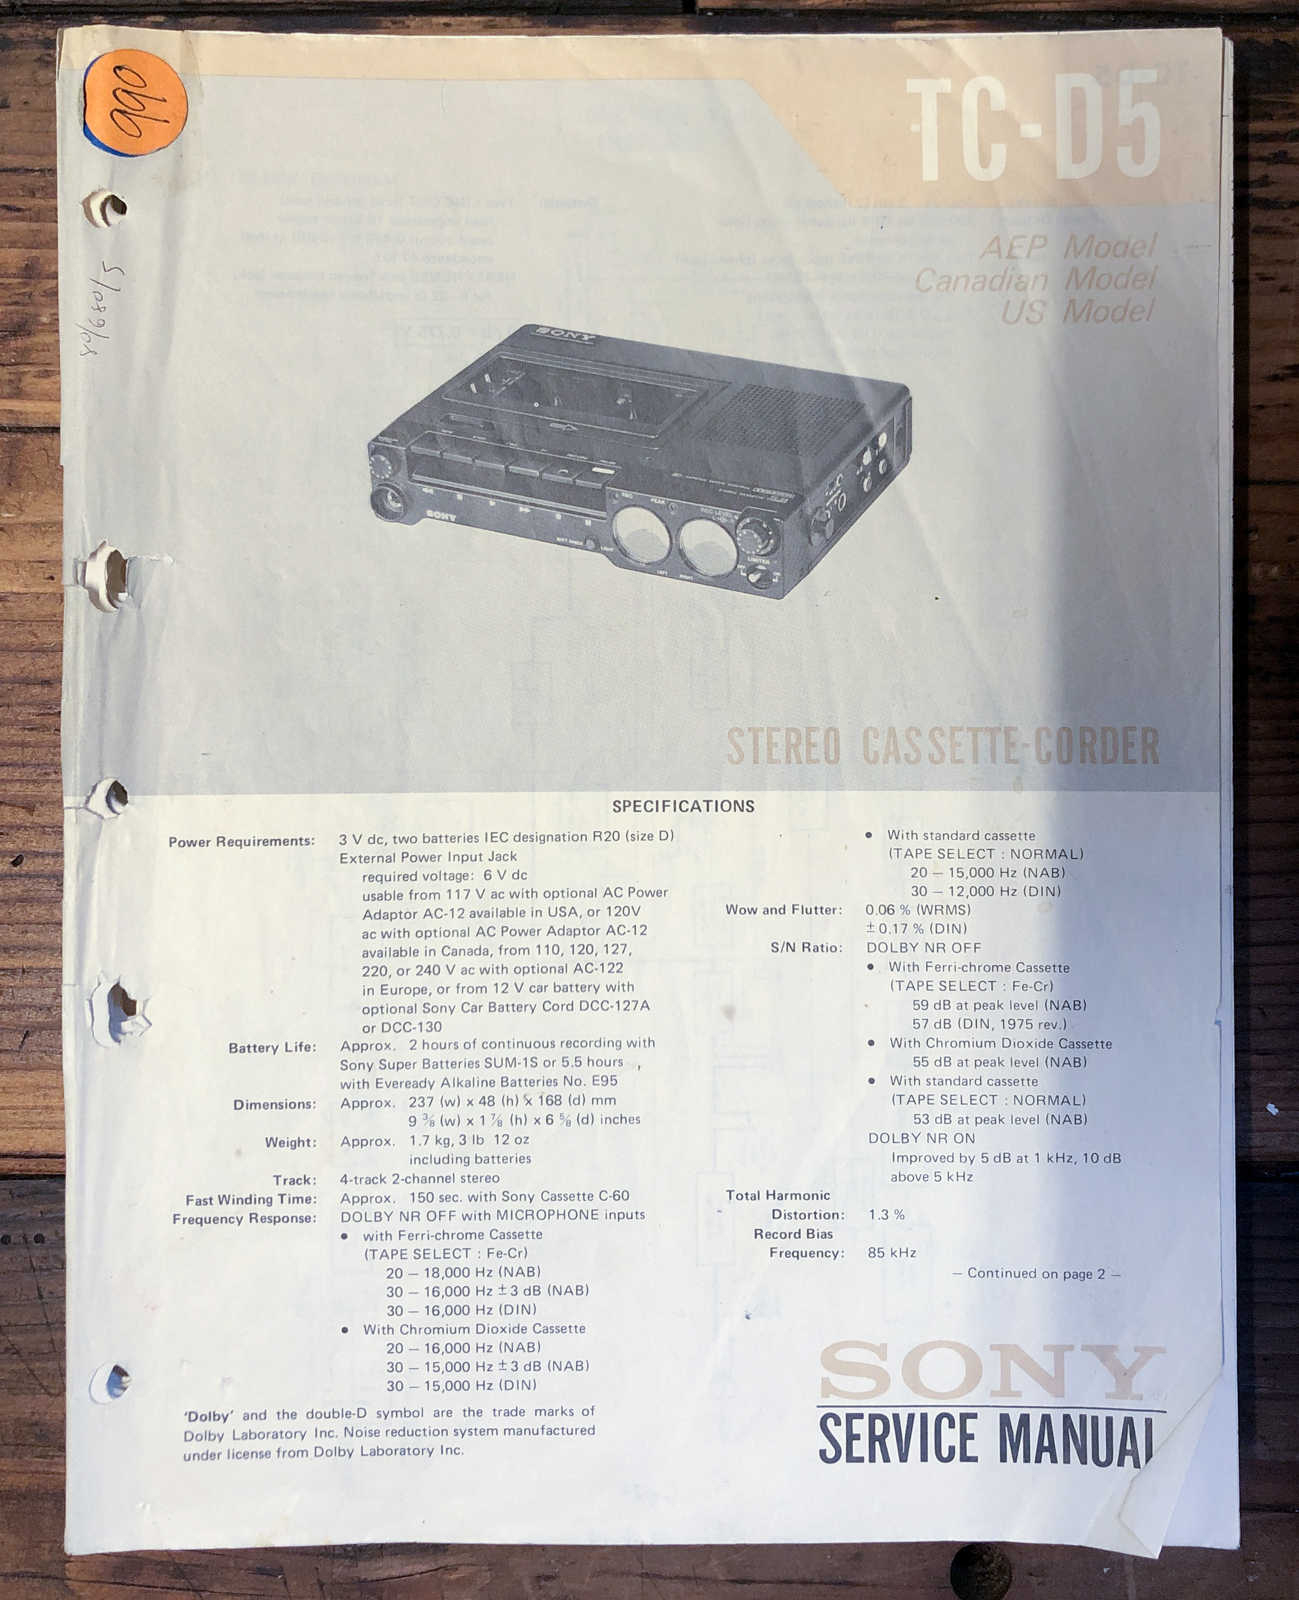 066
TC-D5
AEP Model
Canadian Model
US Model
SONY
SONY
STEREO CASSETTE-CORDER
SPECIFICATIONS
Power Requirements: 3 V dc, two batteries IEC designation R20 (size D)
External Power Input Jack
required voltage: 6 V dc
usable from 117 V ac with optional AC Power
Adaptor AC-12 available in USA, or 120V
ac with optional AC Power Adaptor AC-12
available in Canada, from 110, 120, 127,
220, or 240 V ac with optional AC-122
in Europe, or from 12 V car battery with
optional Sony Car Battery Cord DCC-127A
or DCC-130
Battery Life: Approx. 2 hours of continuous recording with
Sony Super Batteries SUM-1S or 5.5 hours
with Eveready Alkaline Batteries No. E95
Dimensions: Approx. 237 (w) x 48 (h) x 168 (d) mm
9 3/8 (w) x 1 7/8 (h) x 6 5/8 (d) inches
Weight: Approx. 1.7 kg, 3 lb 12 oz
including batteries
Track: 4-track 2-channel stereo
Fast Winding Time: Approx. 150 sec. with Sony Cassette C-60
Frequency Response: DOLBY NR OFF with MICROPHONE inputs
• with Ferri-chrome Cassette
(TAPE SELECT : Fe-Cr)
20 – 18,000 Hz (NAB)
30 – 16,000 Hz ±3 dB (NAB)
30 – 16,000 Hz (DIN)
• With Chromium Dioxide Cassette
20 – 16,000 Hz (NAB)
30 – 15,000 Hz ±3 dB (NAB)
30 – 15,000 Hz (DIN)
'Dolby' and the double-D symbol are the trade marks of
Dolby Laboratory Inc. Noise reduction system manufactured
under license from Dolby Laboratory Inc.
• With standard cassette
(TAPE SELECT : NORMAL)
20 – 15,000 Hz (NAB)
30 – 12,000 Hz (DIN)
Wow and Flutter: 0.06 % (WRMS)
±0.17 % (DIN)
S/N Ratio: DOLBY NR OFF
• With Ferri-chrome Cassette
(TAPE SELECT : Fe-Cr)
59 dB at peak level (NAB)
57 dB (DIN, 1975 rev.)
• With Chromium Dioxide Cassette
55 dB at peak level (NAB)
• With standard cassette
(TAPE SELECT : NORMAL)
53 dB at peak level (NAB)
DOLBY NR ON
Improved by 5 dB at 1 kHz, 10 dB
above 5 kHz
Total Harmonic
Distortion: 1.3 %
Record Bias
Frequency: 85 kHz
– Continued on page 2 –
SONY
SERVICE MANUAL